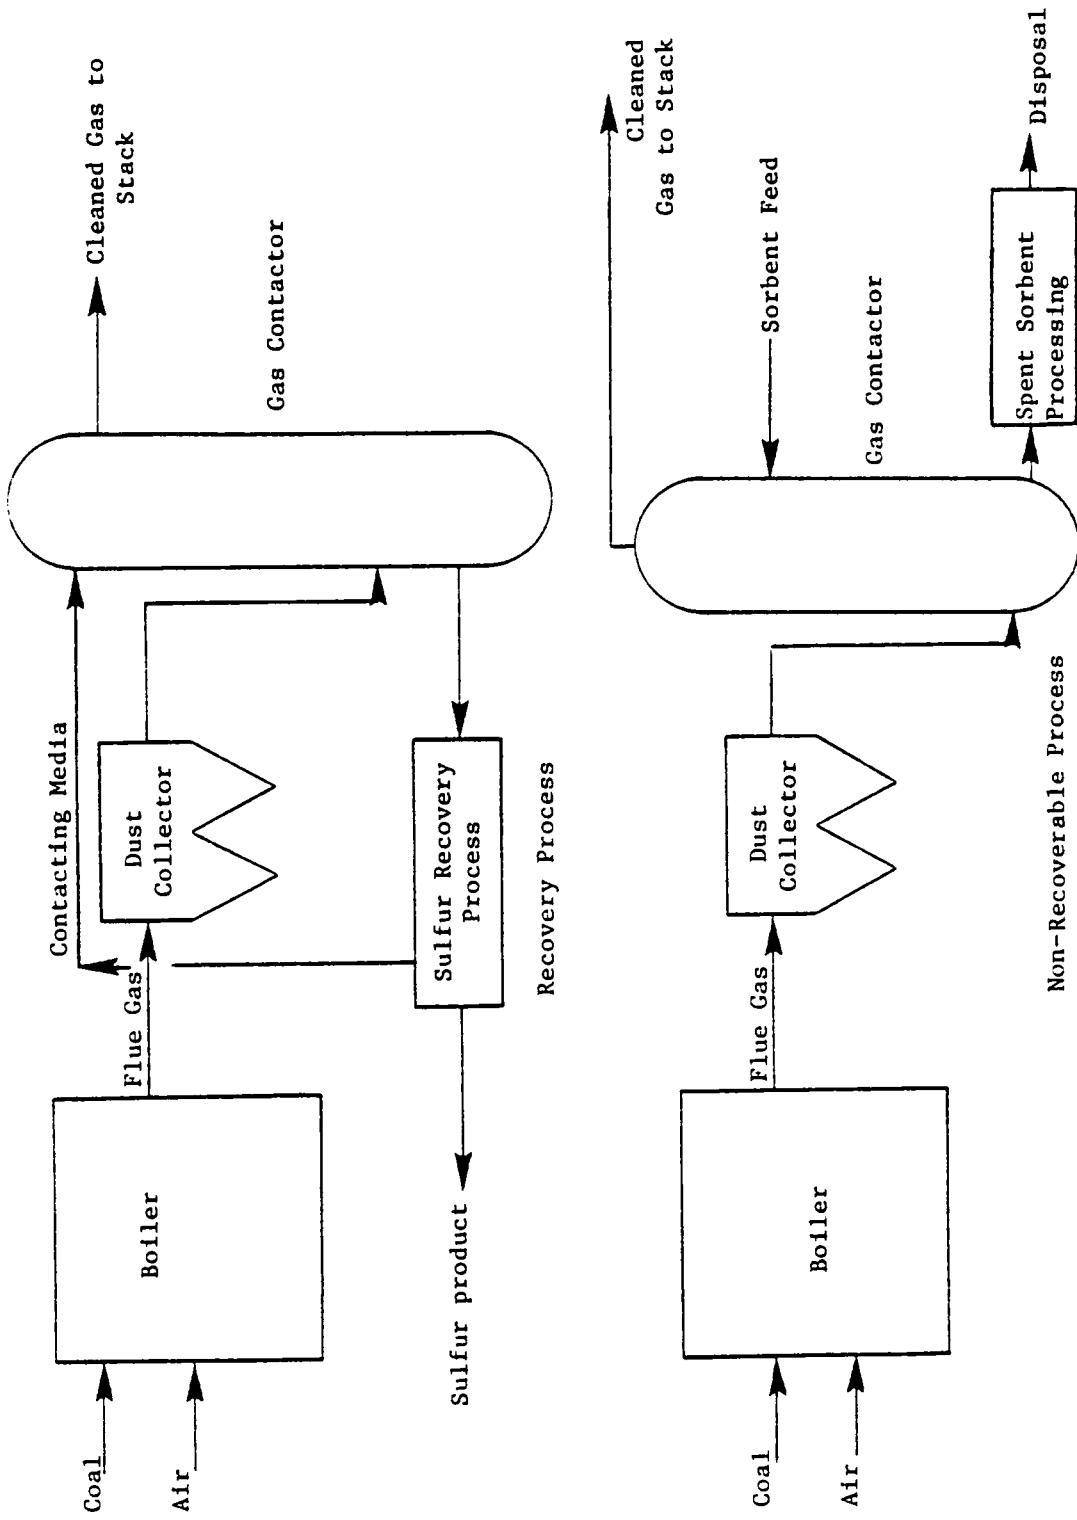 Coal
Air
Boiler
Flue Gas
Contacting Media
Dust
Collector
Sulfur Recovery
Process
Sulfur product
Gas Contactor
Cleaned Gas to
Stack
Recovery Process
Coal
Air
Boiler
Flue Gas
Dust
Collector
Cleaned
Gas to Stack
Sorbent Feed
Gas Contactor
Spent Sorbent
Processing
Disposal
Non-Recoverable Process